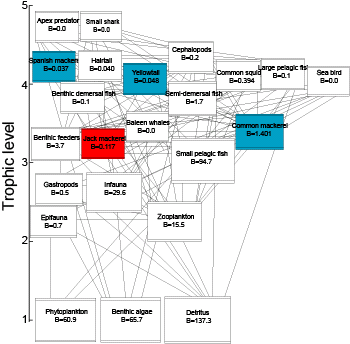 5
Apex predator
B=0.0
Small shark
B=0.0
Spanish mackerel
B=0.037
Hairtail
B=0.040
Cephalopods
B=0.2
Yellowtail
B=0.048
Common squid
B=0.394
Large pelagic fish
B=0.1
Sea bird
B=0.0
4
Benthic demersal fish
B=0.1
Semi-demersal fish
B=1.7
Baleen whales
B=0.0
Common mackerel
B=1.401
Benthic feeders
B=3.7
Jack mackerel
B=0.117
Small pelagic fish
B=94.7
3
Trophic level
Gastropods
B=0.5
Infauna
B=29.6
Epifauna
B=0.7
Zooplankton
B=15.5
2
Phytoplankton
B=60.9
Benthic algae
B=65.7
Detritus
B=137.3
1